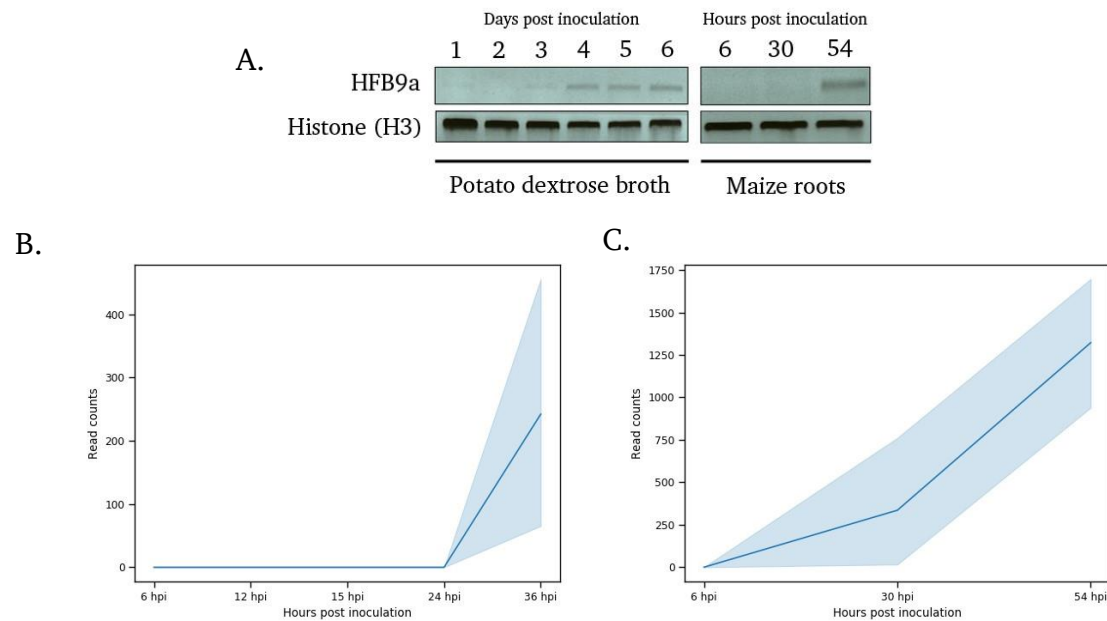 A.
Days post inoculation
Hours post inoculation
1 2 3 4 5 6
6 30 54
HFB9a
Histone (H3)
Potato dextrose broth
Maize roots
B.
400
300
200
100
0
Read counts
6 hpi 12 hpi 15 hpi 24 hpi 36 hpi
Hours post inoculation
C.
1750
1500
1250
1000
750
500
250
0
Read counts
6 hpi 30 hpi 54 hpi
Hours post inoculation